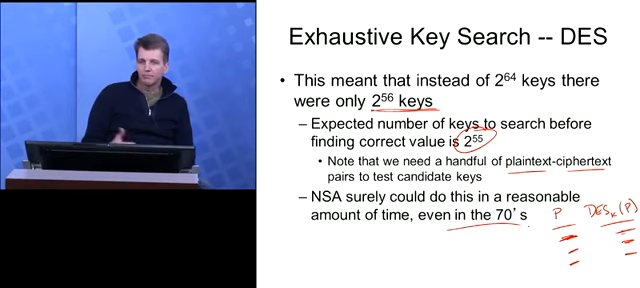 Exhaustive Key Search -- DES
• This meant that instead of 2^64 keys there
were only 2^56 keys
– Expected number of keys to search before
finding correct value is 2^55
• Note that we need a handful of plaintext-ciphertext
pairs to test candidate keys
– NSA surely could do this in a reasonable
amount of time, even in the 70's
P DES_K(P)